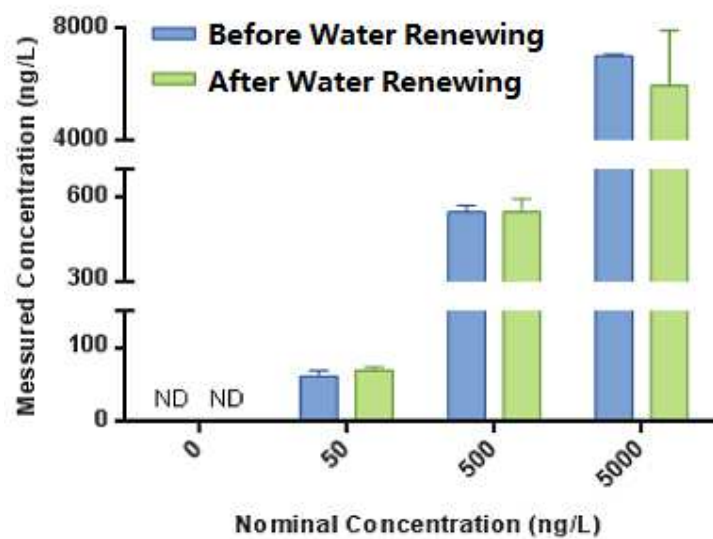 Before Water Renewing
After Water Renewing
Messured Concentration (ng/L)
8000
4000
600
300
100
0
ND ND
0 50 500 5000
Nominal Concentration (ng/L)